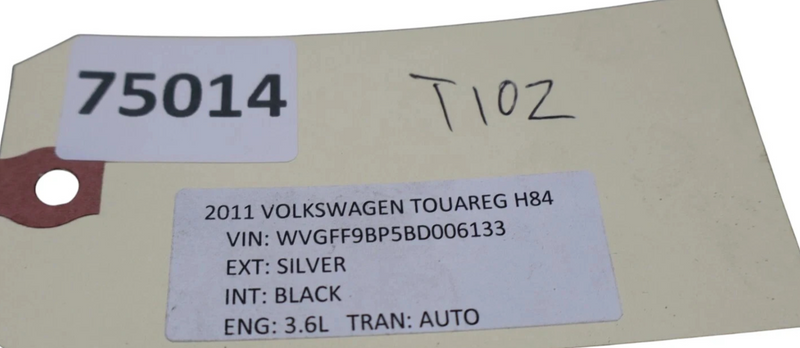 75014
T102
2011 VOLKSWAGEN TOUAREG H84
VIN: WVGFF9BP5BD006133
EXT: SILVER
INT: BLACK
ENG: 3.6L TRAN: AUTO